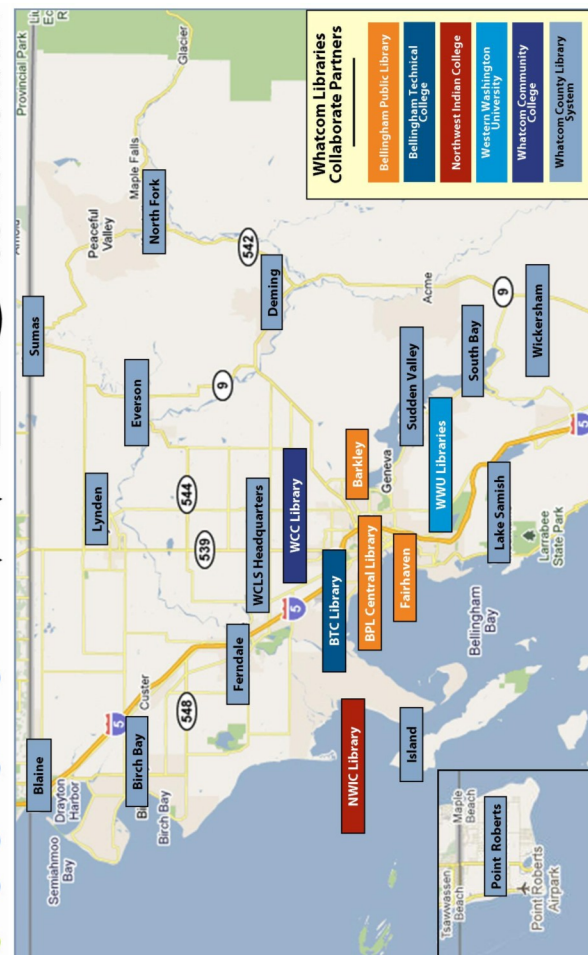 Whatcom Libraries
Collaborate Partners
Bellingham Public Library
Bellingham Technical
College
Northwest Indian College
Western Washington
University
Whatcom Community
College
Whatcom County Library
System
Provincial Park
Glacier
Maple Falls
North Fork
Peaceful
Valley
542
Sumas
Deming
Acme
9
Wickersham
South Bay
Sudden Valley
Everson
9
Lynden
544
539
WCLS Headquarters
WCC Library
Barkley
Geneva
WWU Libraries
5
Lake Samish
Larrabee
State Park
BTC Library
BPL Central Library
Fairhaven
Bellingham
Bay
5
Ferndale
Custer
548
5
Blaine
Drayton
Harbor
Semiahmoo
Bay
Birch Bay
Birch Bay
NWIC Library
Island
Tsawwassen
Beach
Maple
Beach
Point Roberts
Point Roberts
Airpark